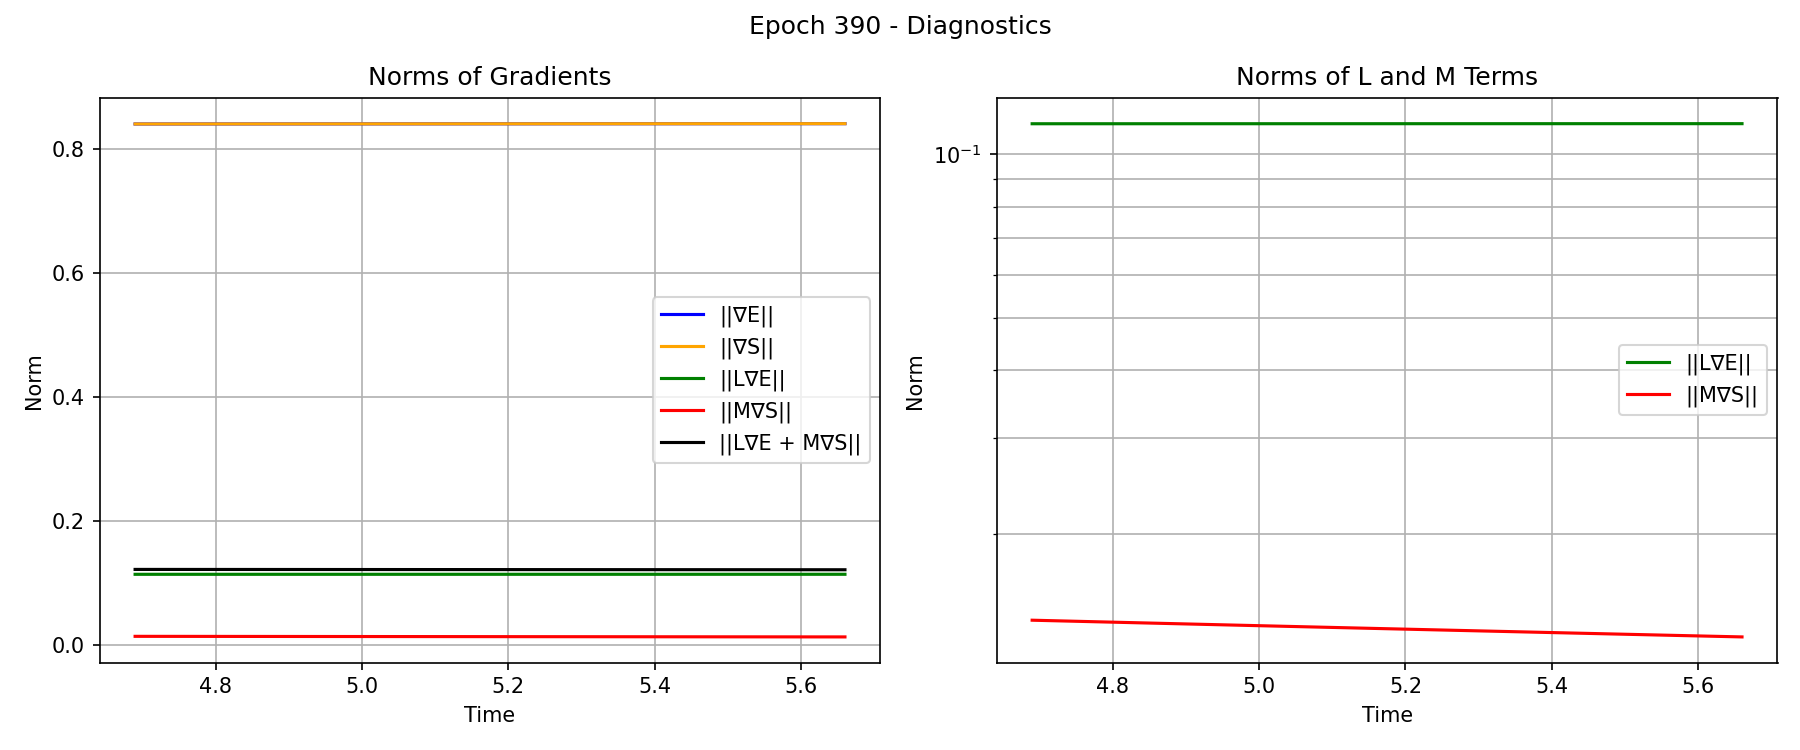 Epoch 390 - Diagnostics
Norms of Gradients
Norm
0.8
0.6
0.4
0.2
0.0
||∇E||
||∇S||
||L∇E||
||M∇S||
||L∇E + M∇S||
4.8 5.0 5.2 5.4 5.6
Time
Norms of L and M Terms
Norm
10⁻¹
||L∇E||
||M∇S||
4.8 5.0 5.2 5.4 5.6
Time